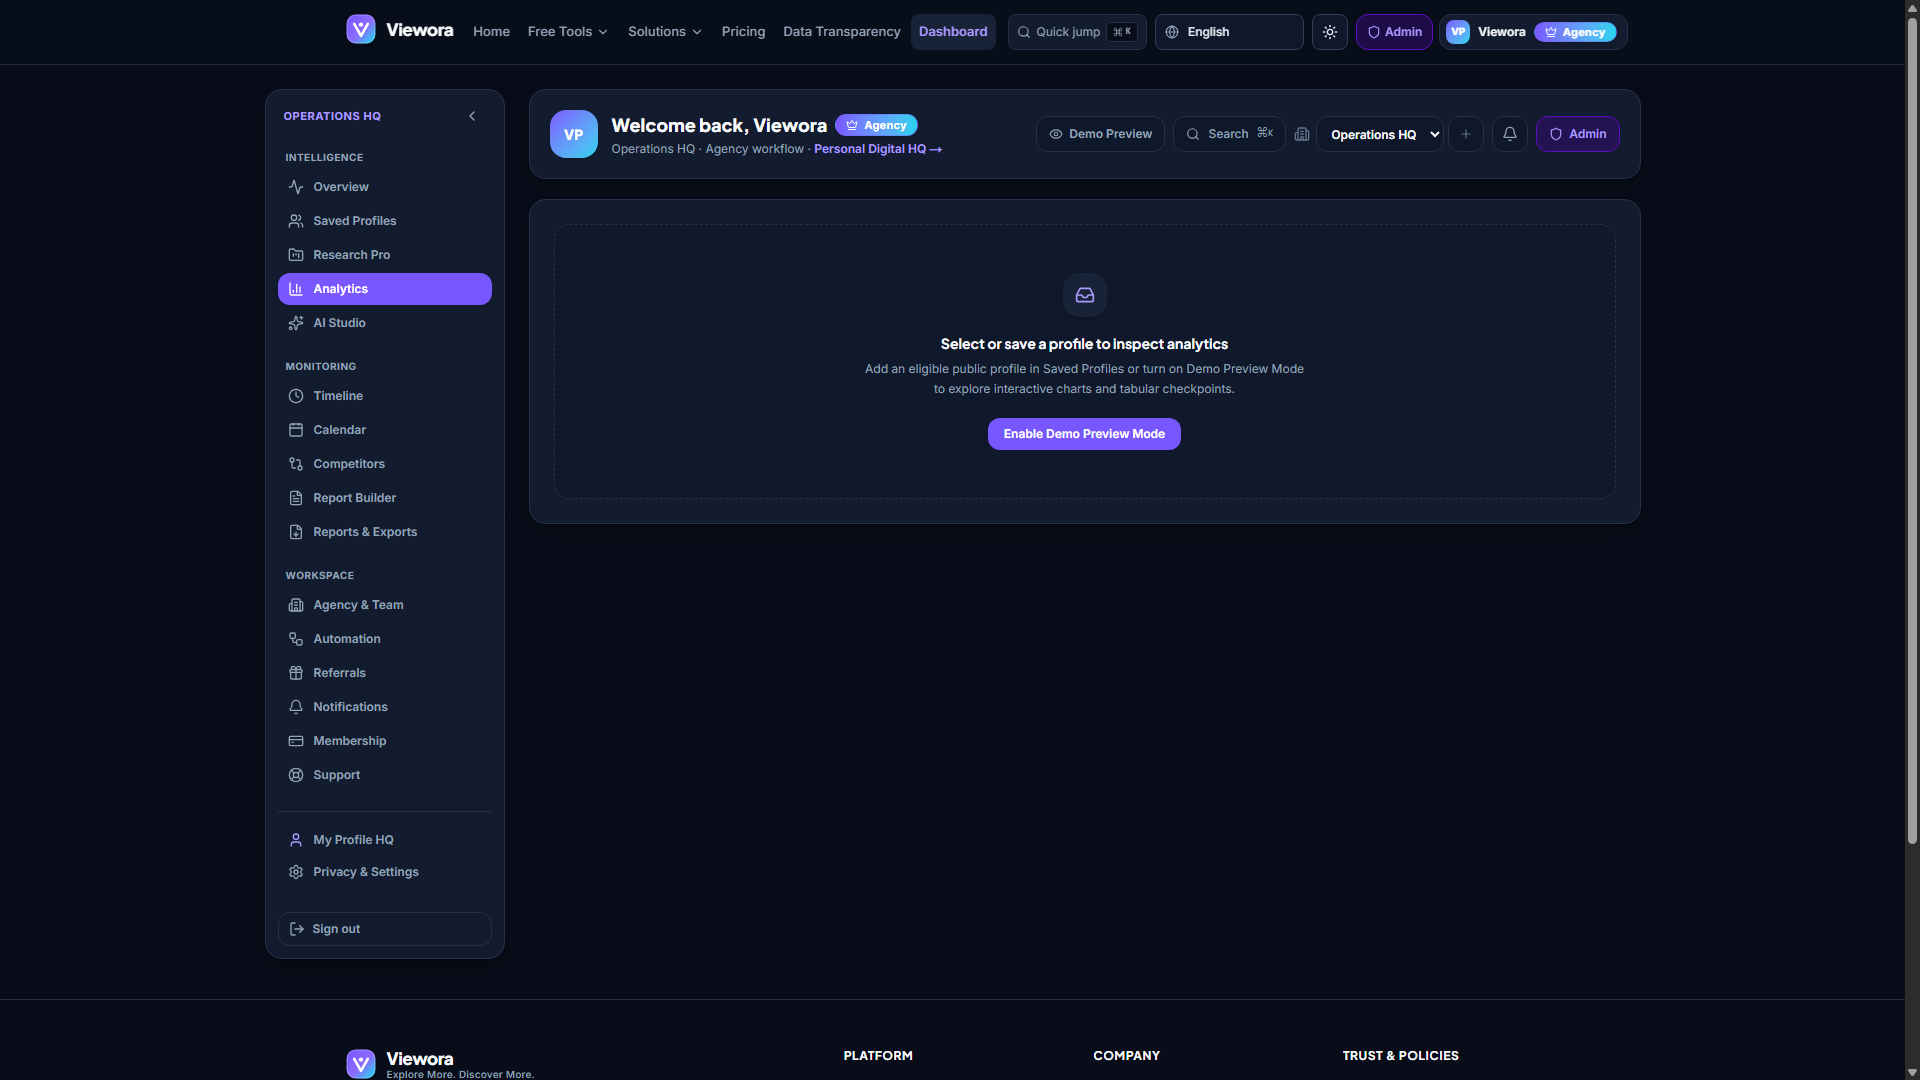 Viewora
Home
Free Tools
Solutions
Pricing
Data Transparency
Dashboard
Quick jump
⌘ K
English
Admin
VP
Viewora
Agency
OPERATIONS HQ
INTELLIGENCE
Overview
Saved Profiles
Research Pro
Analytics
AI Studio
MONITORING
Timeline
Calendar
Competitors
Report Builder
Reports & Exports
WORKSPACE
Agency & Team
Automation
Referrals
Notifications
Membership
Support
My Profile HQ
Privacy & Settings
Sign out
VP
Welcome back, Viewora
Agency
Operations HQ · Agency workflow · Personal Digital HQ →
Demo Preview
Search
⌘K
Operations HQ
Admin
Select or save a profile to inspect analytics
Add an eligible public profile in Saved Profiles or turn on Demo Preview Mode
to explore interactive charts and tabular checkpoints.
Enable Demo Preview Mode
Viewora
Explore More. Discover More.
PLATFORM
COMPANY
TRUST & POLICIES